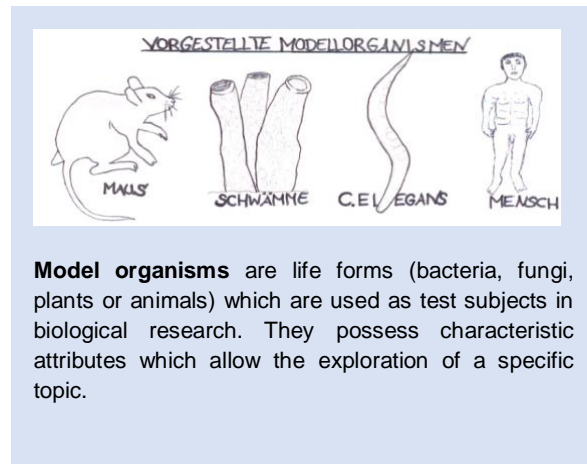 VORGESTELLTE MODELLORGANISMEN
MAUS
SCHWÄMME
C.ELEGANS
MENSCH
Model organisms are life forms (bacteria, fungi,
plants or animals) which are used as test subjects in
biological research. They possess characteristic
attributes which allow the exploration of a specific
topic.